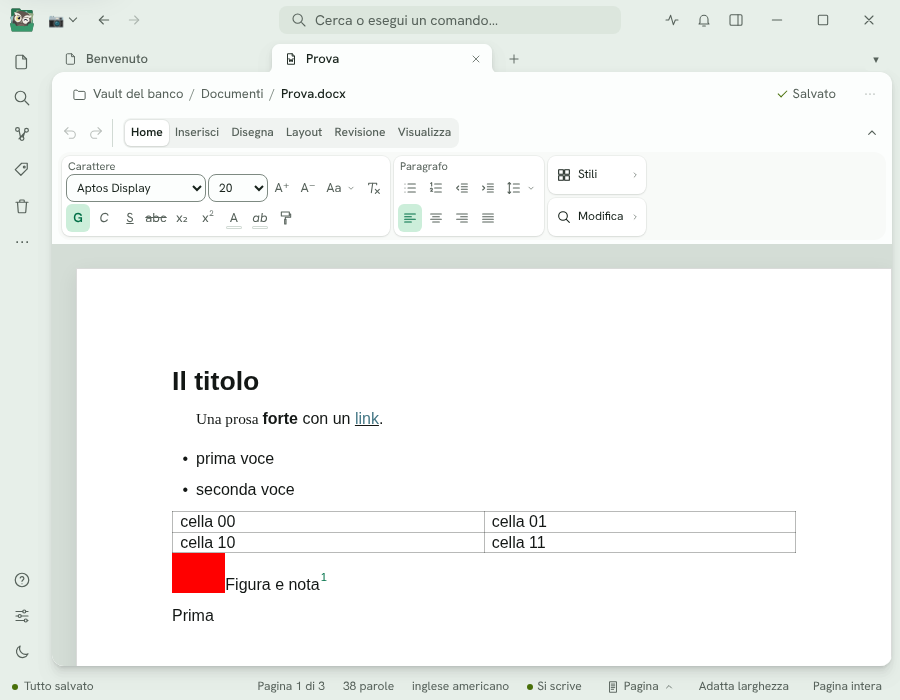 Cerca o esegui un comando...
Benvenuto
Prova
Vault del banco / Documenti / Prova.docx
Salvato
Home Inserisci Disegna Layout Revisione Visualizza
Carattere
Paragrafo
Aptos Display
20
A+ A− Aa
Stili
G C S abc x₂ x² A ab
Modifica
Il titolo
Una prosa forte con un link.
• prima voce
• seconda voce
cella 00 cella 01
cella 10 cella 11
Figura e nota¹
Prima
Tutto salvato
Pagina 1 di 3
38 parole
inglese americano
Si scrive
Pagina
Adatta larghezza
Pagina intera